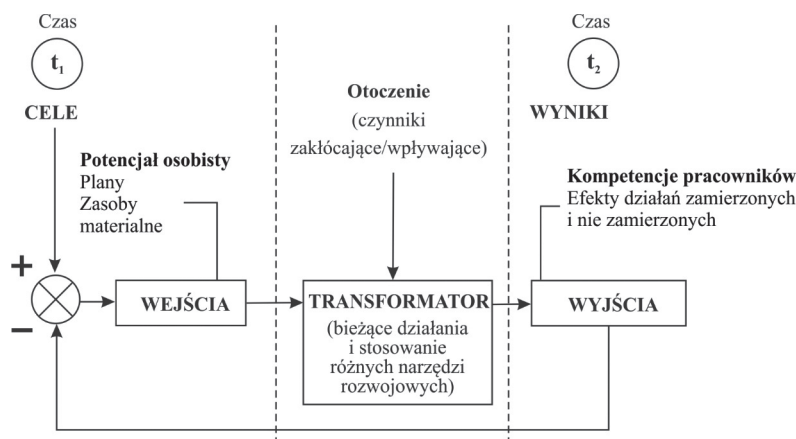 Czas
t1
CELE
Potencjał osobisty
Plany
Zasoby
materialne
+
−
WEJŚCIA
Otoczenie
(czynniki
zakłócające/wpływające)
TRANSFORMATOR
(bieżące działania
i stosowanie
różnych narzędzi
rozwojowych)
Czas
t2
WYNIKI
Kompetencje pracowników
Efekty działań zamierzonych
i nie zamierzonych
WYJŚCIA